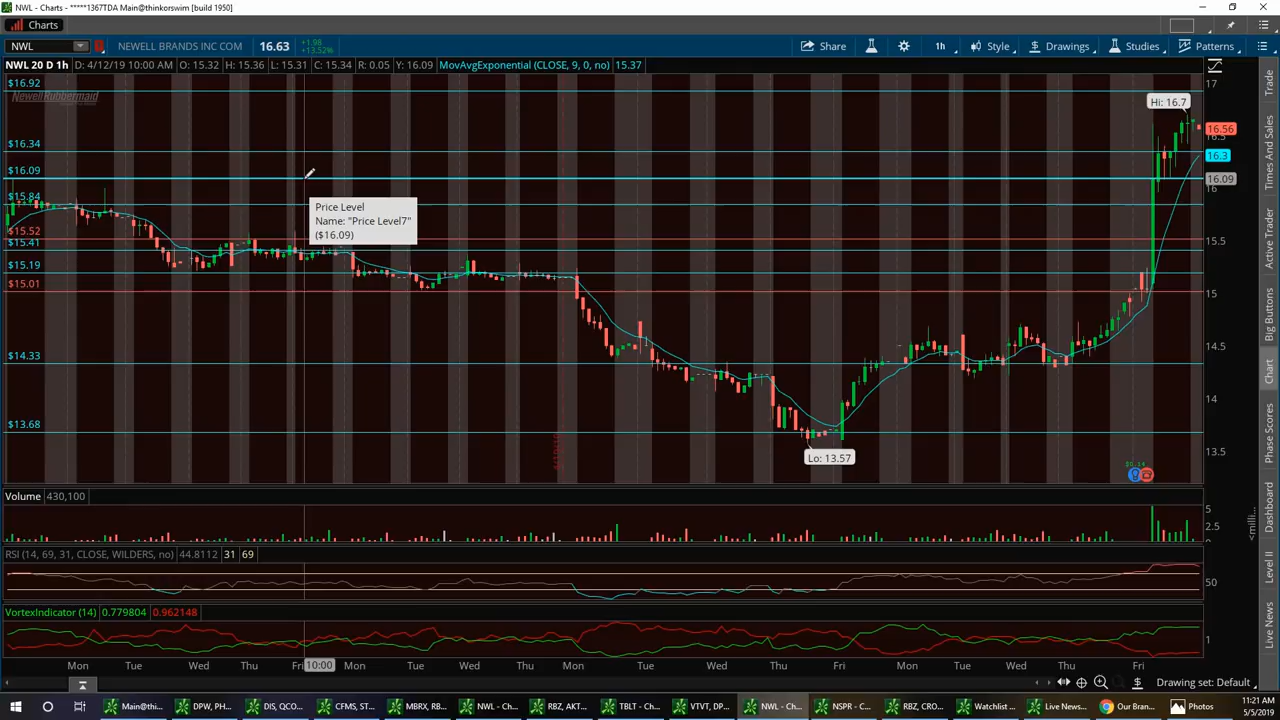 NWL - Charts - *****1367TDA Main@thinkorswim [build 1950]
Charts
NWL
NEWELL BRANDS INC COM
16.63
+1.98
+13.52%
Share
1h
Style
Drawings
Studies
Patterns
NWL 20 D 1h
D: 4/12/19 10:00 AM
O: 15.32
H: 15.36
L: 15.31
C: 15.34
R: 0.05
Y: 16.09
MovAvgExponential (CLOSE, 9, 0, no)
15.37
$16.92
NewellRubbermaid
$16.34
$16.09
$15.84
$15.52
$15.41
$15.19
$15.01
$14.33
$13.68
Price Level
Name: "Price Level7"
($16.09)
Hi: 16.7
Lo: 13.57
$0.14
17
16.56
16.5
16.3
16.09
16
15.5
15
14.5
14
13.5
Volume
430,100
5
2.5
0
RSI (14, 69, 31, CLOSE, WILDERS, no)
44.8112
31
69
50
VortexIndicator (14)
0.779804
0.962148
1
Mon
Tue
Wed
Thu
Fri
10:00
Mon
Tue
Wed
Thu
Mon
Tue
Wed
Thu
Fri
Mon
Tue
Wed
Thu
Fri
Drawing set: Default
Trade
Times And Sales
Active Trader
Big Buttons
Chart
Phase Scores
Dashboard
Level II
Live News
Main@thi...
DPW, PH...
DIS, QCO...
CFMS, ST...
MBRX, RB...
NWL - C...
RBZ, AKT...
TBLT - Ch...
VTVT, DP...
NWL - Ch...
NSPR - C...
RBZ, CRO...
Watchlist ...
Live News...
Our Bran...
Photos
11:21 AM
5/5/2019